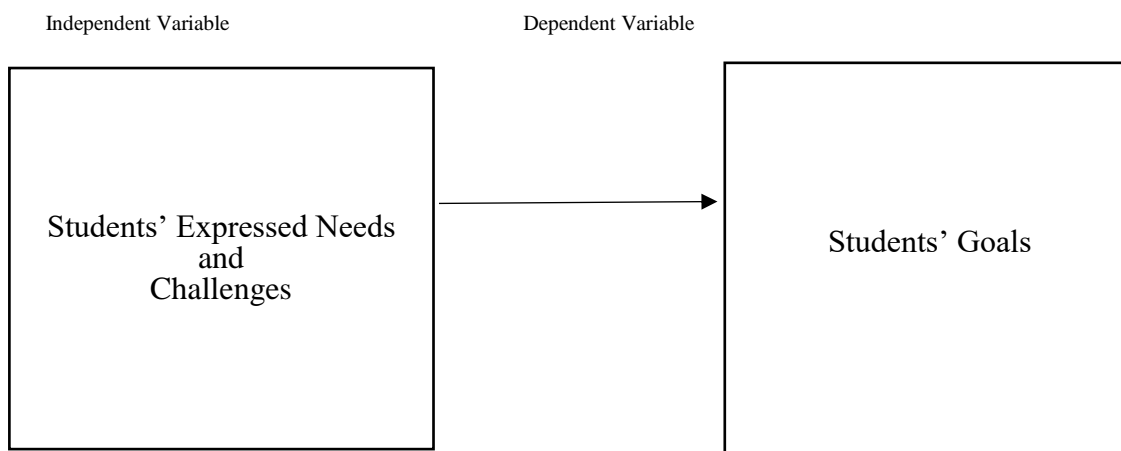 Independent Variable
Dependent Variable
Students’ Expressed Needs
and
Challenges
Students’ Goals